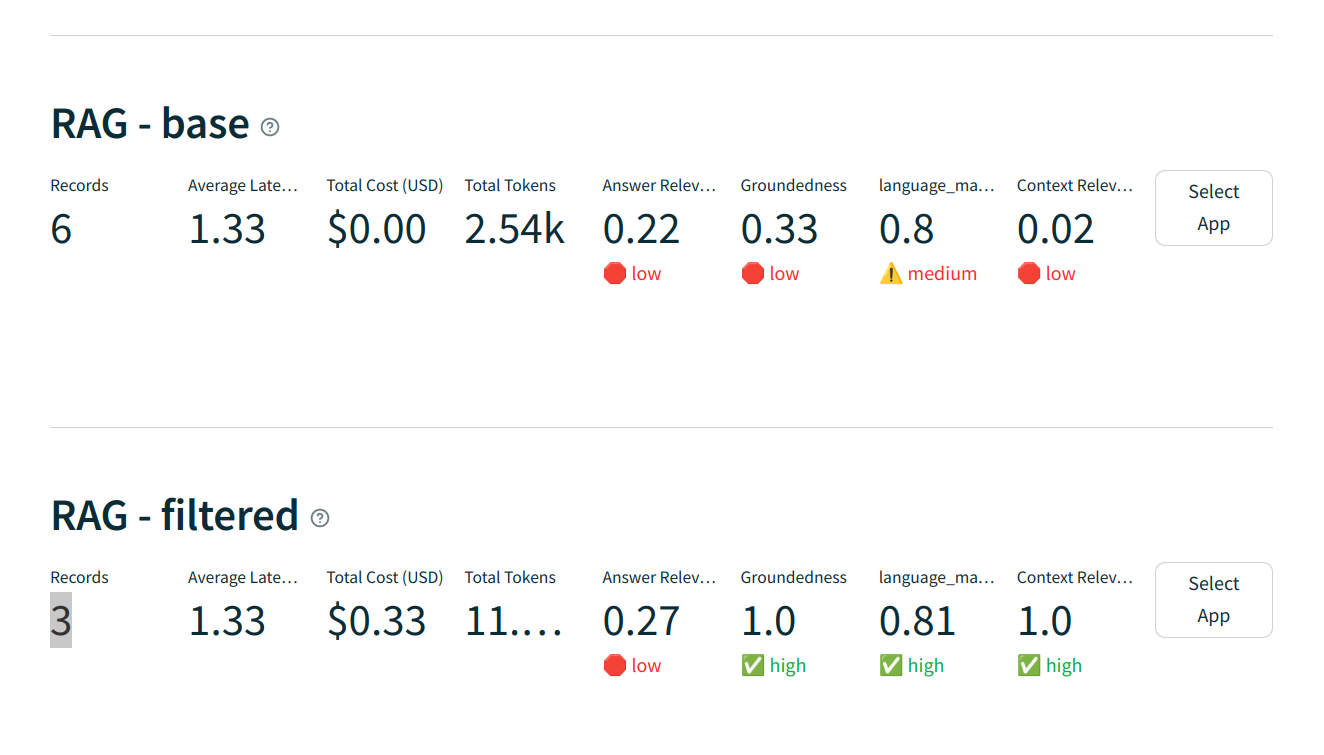 RAG - base
Records Average Late... Total Cost (USD) Total Tokens Answer Relev... Groundedness language_ma... Context Relev... Select
App
6 1.33 $0.00 2.54k 0.22 0.33 0.8 0.02
low low medium low
RAG - filtered
Records Average Late... Total Cost (USD) Total Tokens Answer Relev... Groundedness language_ma... Context Relev... Select
App
3 1.33 $0.33 11.... 0.27 1.0 0.81 1.0
low high high high